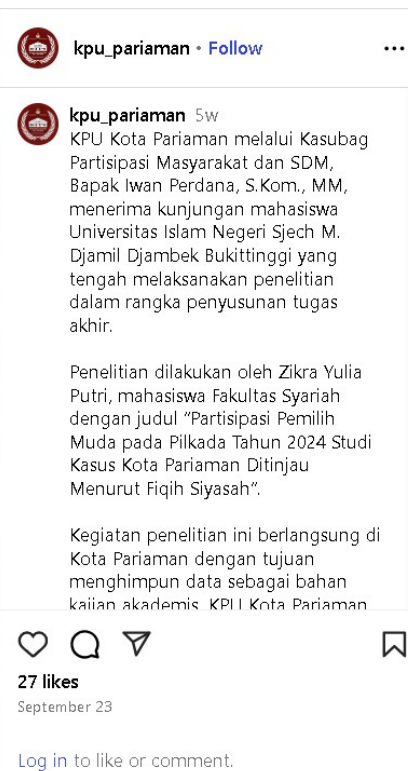 kpu_pariaman • Follow
kpu_pariaman 5w
KPU Kota Pariaman melalui Kasubag
Partisipasi Masyarakat dan SDM,
Bapak Iwan Perdana, S.Kom., MM,
menerima kunjungan mahasiswa
Universitas Islam Negeri Sjech M.
Djamil Djambek Bukittinggi yang
tengah melaksanakan penelitian
dalam rangka penyusunan tugas
akhir.
Penelitian dilakukan oleh Zikra Yulia
Putri, mahasiswa Fakultas Syariah
dengan judul “Partisipasi Pemilih
Muda pada Pilkada Tahun 2024 Studi
Kasus Kota Pariaman Ditinjau
Menurut Fiqih Siyasah”.
Kegiatan penelitian ini berlangsung di
Kota Pariaman dengan tujuan
menghimpun data sebagai bahan
kajian akademis. KPU Kota Pariaman
27 likes
September 23
Log in to like or comment.